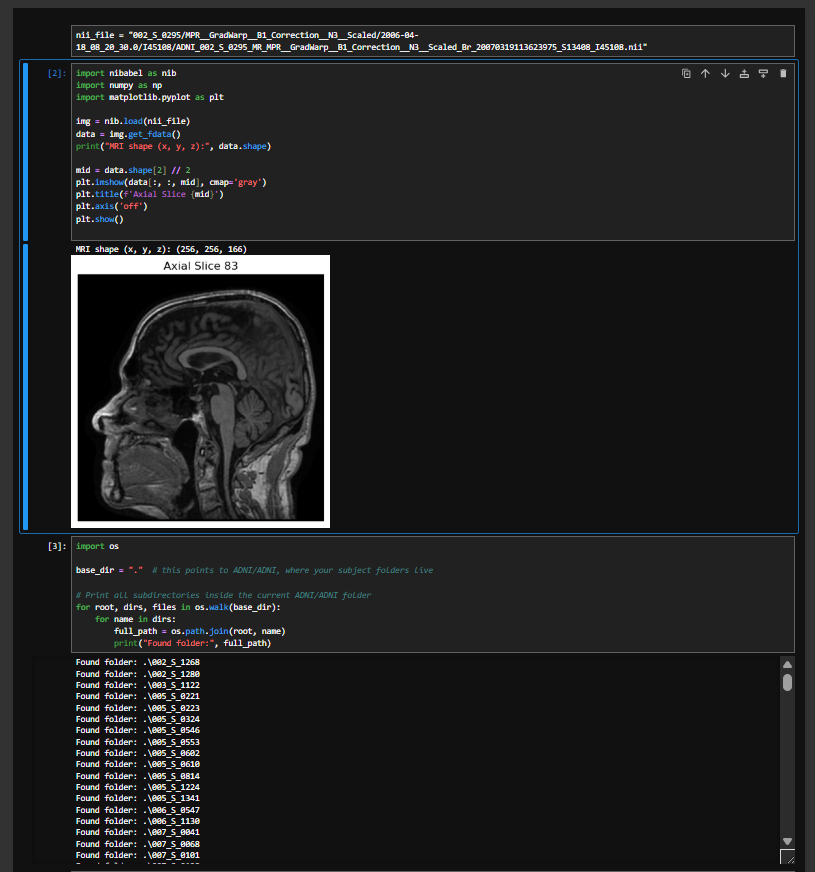 nii_file = "002_S_0295/MPR__GradWarp__B1_Correction__N3__Scaled/2006-04-
18_08_20_30.0/I45108/ADNI_002_S_0295_MR_MPR__GradWarp__B1_Correction__N3__Scaled_Br_20070319113623975_S13408_I45108.nii"
[2]:
import nibabel as nib
import numpy as np
import matplotlib.pyplot as plt
img = nib.load(nii_file)
data = img.get_fdata()
print("MRI shape (x, y, z):", data.shape)
mid = data.shape[2] // 2
plt.imshow(data[:, :, mid], cmap='gray')
plt.title(f'Axial Slice {mid}')
plt.axis('off')
plt.show()
MRI shape (x, y, z): (256, 256, 166)
Axial Slice 83
[3]:
import os
base_dir = "."  # this points to ADNI/ADNI, where your subject folders live
# Print all subdirectories inside the current ADNI/ADNI folder
for root, dirs, files in os.walk(base_dir):
    for name in dirs:
        full_path = os.path.join(root, name)
        print("Found folder:", full_path)
Found folder: .\002_S_1268
Found folder: .\002_S_1280
Found folder: .\003_S_1122
Found folder: .\005_S_0221
Found folder: .\005_S_0223
Found folder: .\005_S_0324
Found folder: .\005_S_0546
Found folder: .\005_S_0553
Found folder: .\005_S_0602
Found folder: .\005_S_0610
Found folder: .\005_S_0814
Found folder: .\005_S_1224
Found folder: .\005_S_1341
Found folder: .\006_S_0547
Found folder: .\006_S_1130
Found folder: .\007_S_0041
Found folder: .\007_S_0068
Found folder: .\007_S_0101